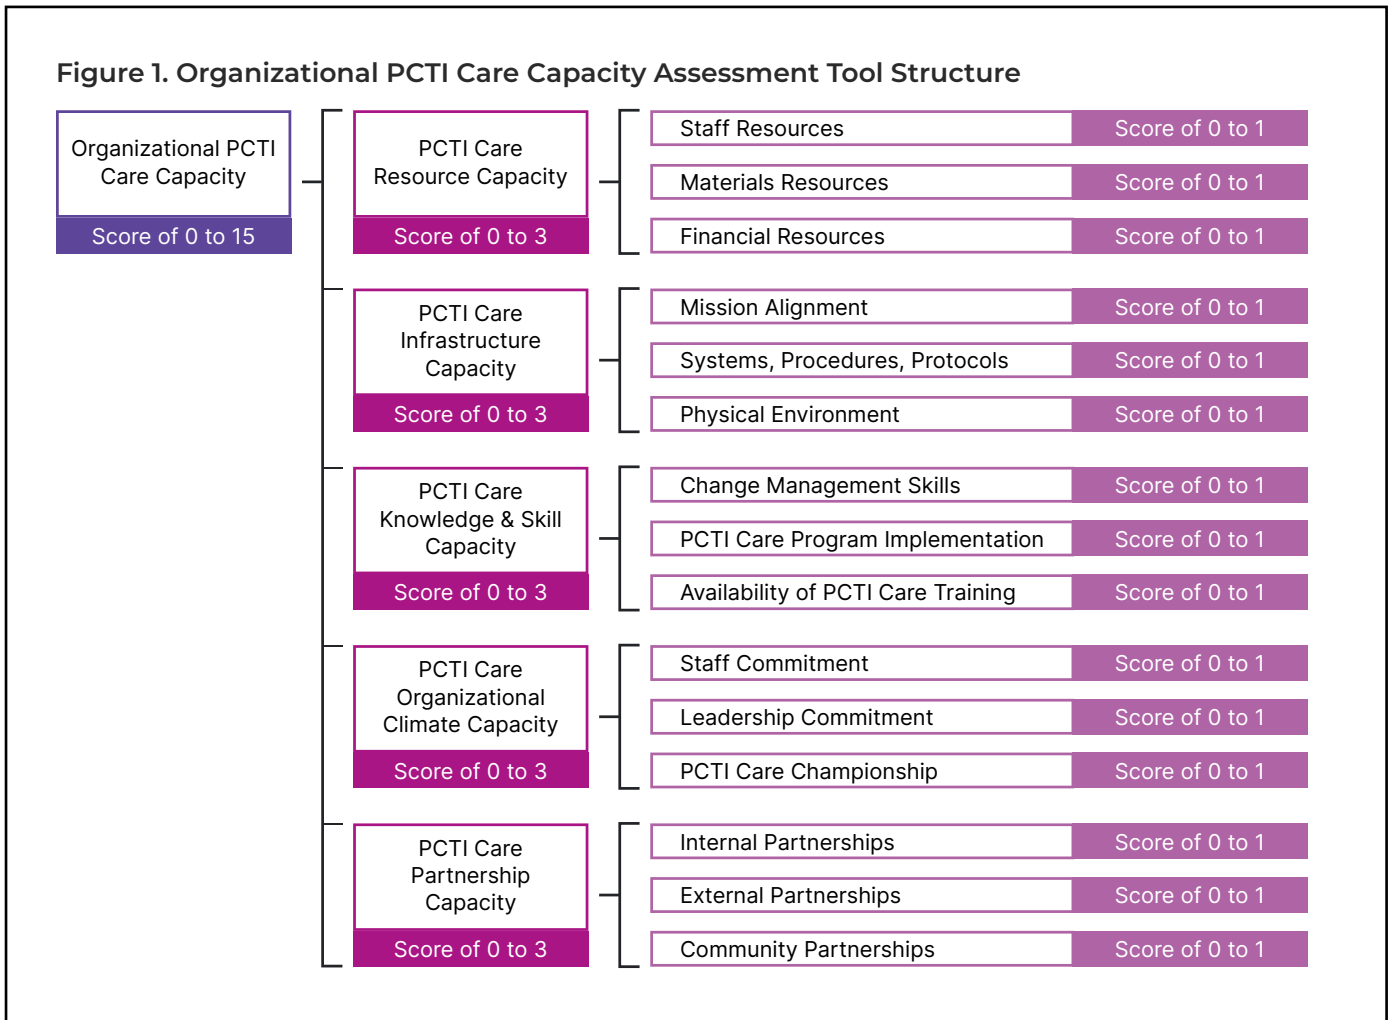 Figure 1. Organizational PCTI Care Capacity Assessment Tool Structure
Organizational PCTI
Care Capacity
Score of 0 to 15
PCTI Care
Resource Capacity
Score of 0 to 3
Staff Resources
Score of 0 to 1
Materials Resources
Score of 0 to 1
Financial Resources
Score of 0 to 1
PCTI Care
Infrastructure
Capacity
Score of 0 to 3
Mission Alignment
Score of 0 to 1
Systems, Procedures, Protocols
Score of 0 to 1
Physical Environment
Score of 0 to 1
PCTI Care
Knowledge & Skill
Capacity
Score of 0 to 3
Change Management Skills
Score of 0 to 1
PCTI Care Program Implementation
Score of 0 to 1
Availability of PCTI Care Training
Score of 0 to 1
PCTI Care
Organizational
Climate Capacity
Score of 0 to 3
Staff Commitment
Score of 0 to 1
Leadership Commitment
Score of 0 to 1
PCTI Care Championship
Score of 0 to 1
PCTI Care
Partnership
Capacity
Score of 0 to 3
Internal Partnerships
Score of 0 to 1
External Partnerships
Score of 0 to 1
Community Partnerships
Score of 0 to 1